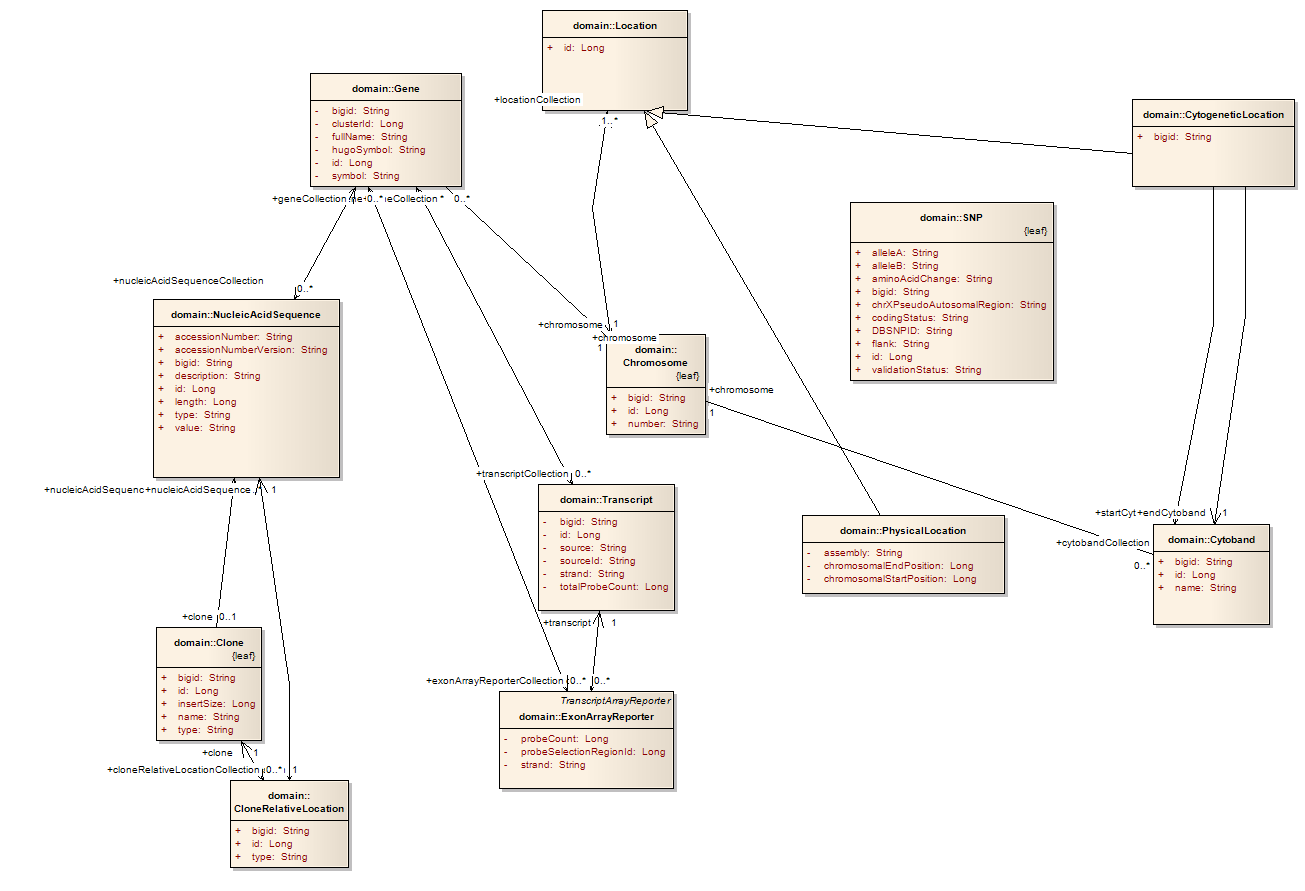 domain::Location
+ id: Long
+locationCollection
1..*
domain::Gene
- bigid: String
- clusterId: Long
- fullName: String
- hugoSymbol: String
- id: Long
- symbol: String
+geneCollection
0..*
eCollection *
0..*
domain::CytogeneticLocation
+ bigid: String
domain::SNP
{leaf}
+ alleleA: String
+ alleleB: String
+ aminoAcidChange: String
+ bigid: String
+ chrXPseudoAutosomalRegion: String
+ codingStatus: String
+ DBSNPID: String
+ flank: String
+ id: Long
+ validationStatus: String
+nucleicAcidSequenceCollection
0..*
domain::NucleicAcidSequence
+ accessionNumber: String
+ accessionNumberVersion: String
+ bigid: String
+ description: String
+ id: Long
+ length: Long
+ type: String
+ value: String
+nucleicAcidSequenc+nucleicAcidSequence
1
+chromosome
1
+chromosome
1
domain::
Chromosome
{leaf}
+ bigid: String
+ id: Long
+ number: String
+chromosome
1
+transcriptCollection
0..*
domain::Transcript
- bigid: String
- id: Long
- source: String
- sourceId: String
- strand: String
- totalProbeCount: Long
+transcript
1
domain::PhysicalLocation
- assembly: String
- chromosomalEndPosition: Long
- chromosomalStartPosition: Long
+startCyt+endCytoband
1
+cytobandCollection
0..*
domain::Cytoband
+ bigid: String
+ id: Long
+ name: String
+clone
0..1
domain::Clone
{leaf}
+ bigid: String
+ id: Long
+ insertSize: Long
+ name: String
+ type: String
+clone
1
+cloneRelativeLocationCollection
0..*
1
domain::
CloneRelativeLocation
+ bigid: String
+ id: Long
+ type: String
+exonArrayReporterCollection
0..*
0..*
TranscriptArrayReporter
domain::ExonArrayReporter
- probeCount: Long
- probeSelectionRegionId: Long
- strand: String